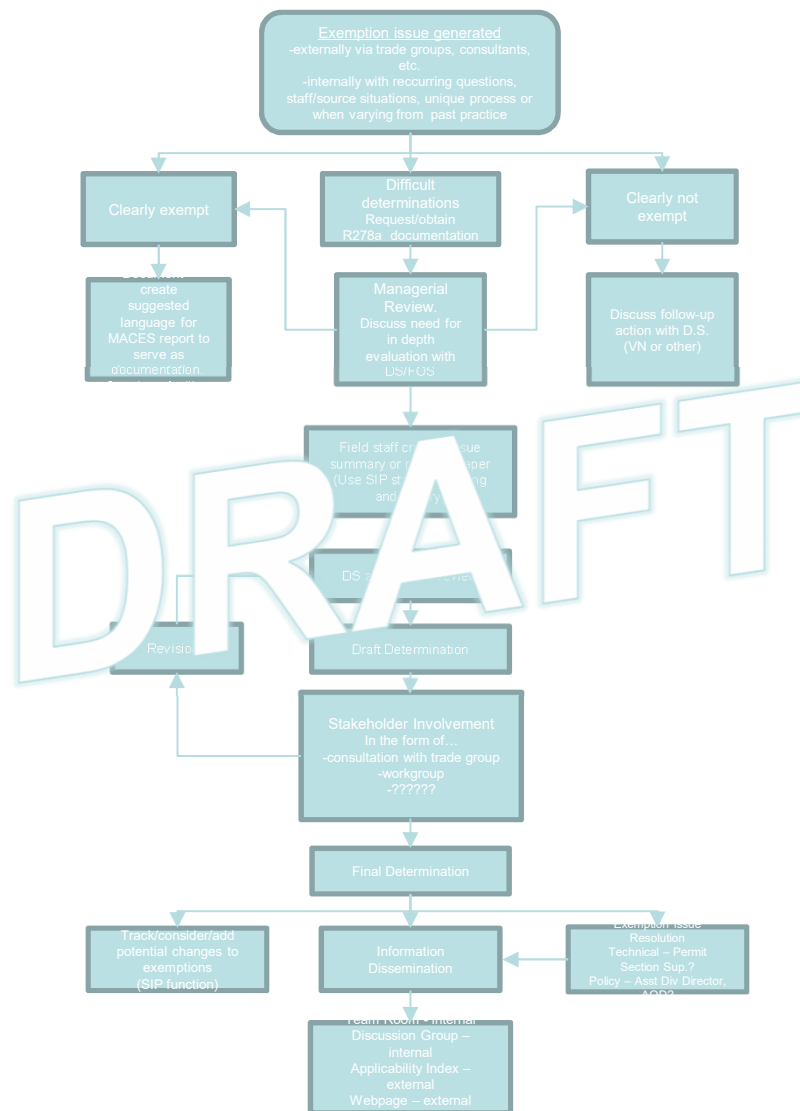 Exemption issue generated
-externally via trade groups, consultants,
etc.
-internally with reccurring questions,
staff/source situations, unique process or
when varying from past practice
Clearly exempt
Difficult
determinations
Request/obtain
R278a documentation
Clearly not
exempt
create
suggested
language for
MACES report to
serve as
documentation.
Managerial
Review.
Discuss need for
in depth
evaluation with
DS/FOS
Discuss follow-up
action with D.S.
(VN or other)
Field staff
summary or
(Use SIP
and
DS
DRAFT
Draft Determination
Stakeholder Involvement
In the form of…
-consultation with trade group
-workgroup
-??????
Final Determination
Track/consider/add
potential changes to
exemptions
(SIP function)
Information
Dissemination
Exemption Issue
Resolution
Technical – Permit
Section Sup.?
Policy – Asst Div Director,
AQD?
Team Room - Internal
Discussion Group –
internal
Applicability Index –
external
Webpage – external